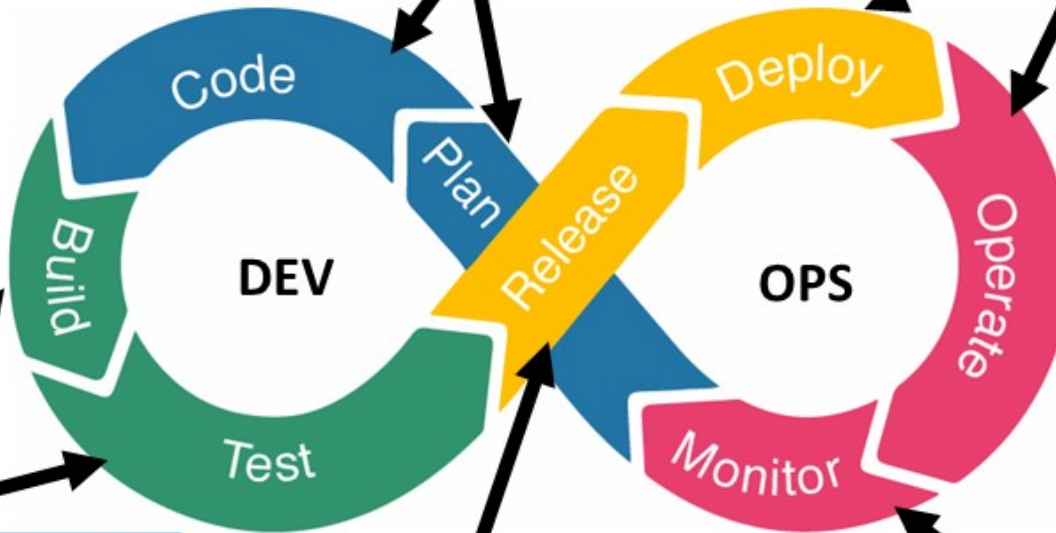 Code
Deploy
Plan
Release
Build
DEV
OPS
Operate
Test
Monitor